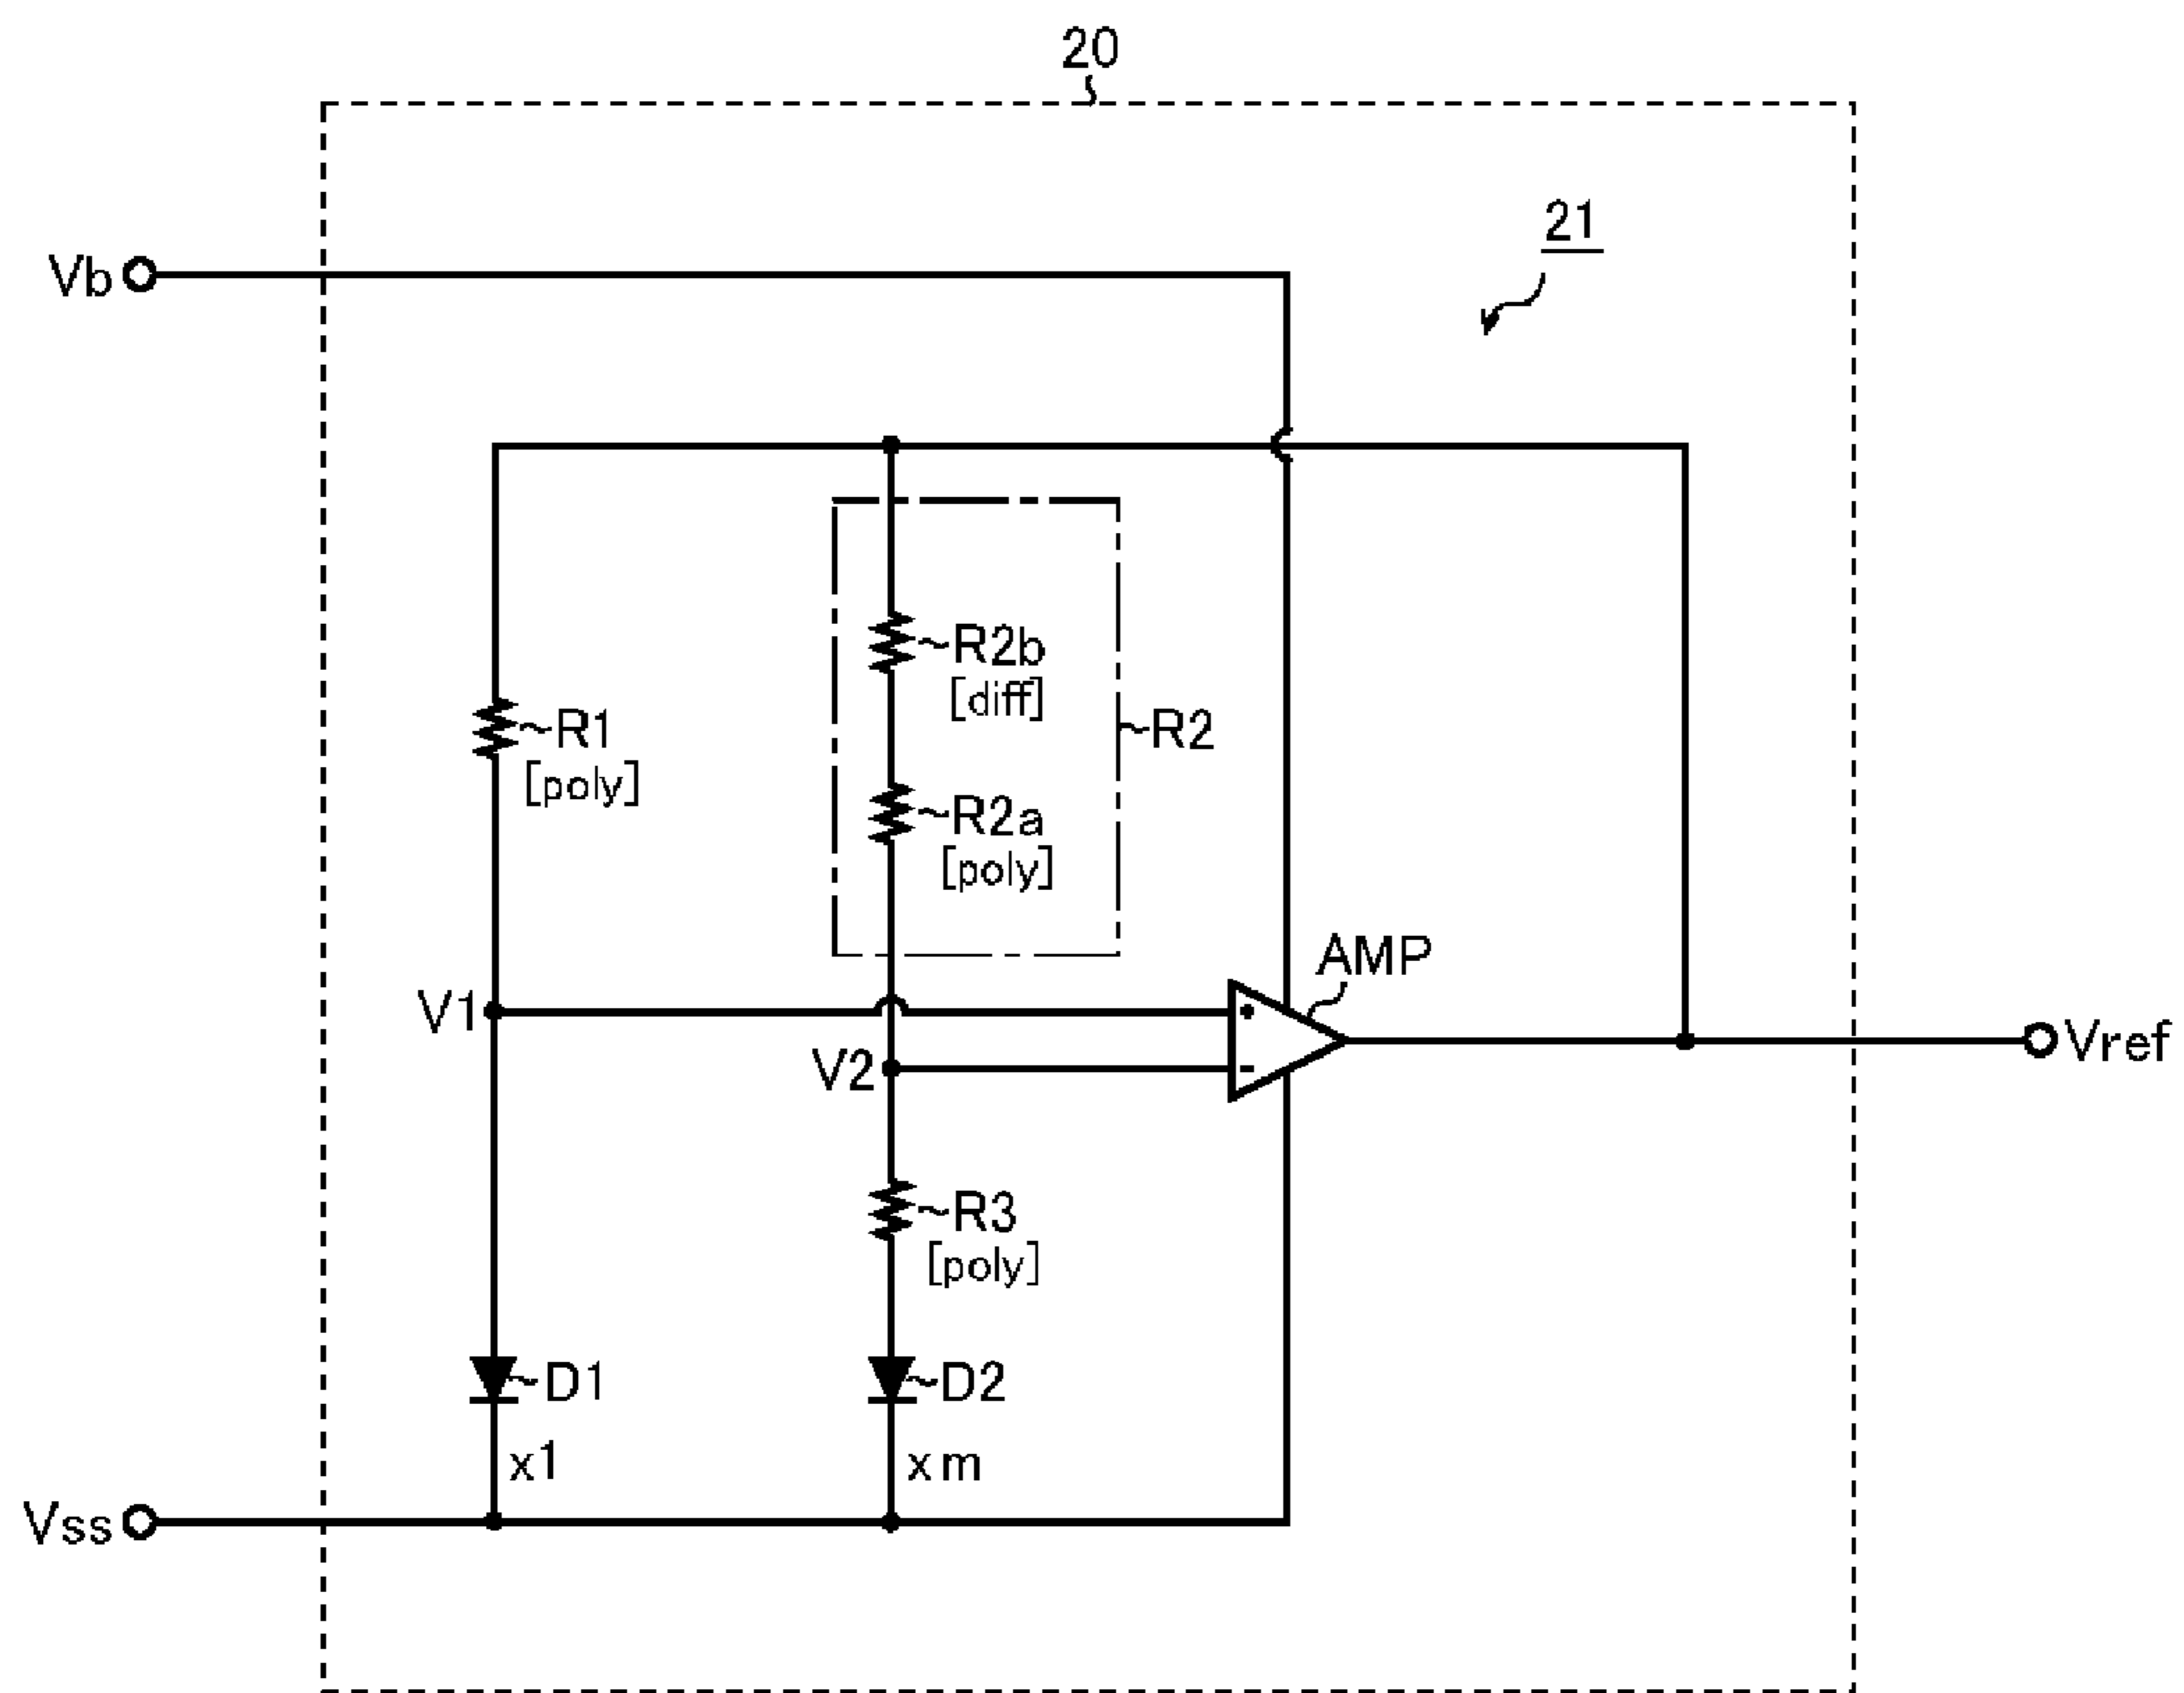 20
21
Vb
R2b
[diff]
R1
[poly]
R2
R2a
[poly]
AMP
V1
V2
Vref
R3
[poly]
D1
D2
x1
xm
Vss